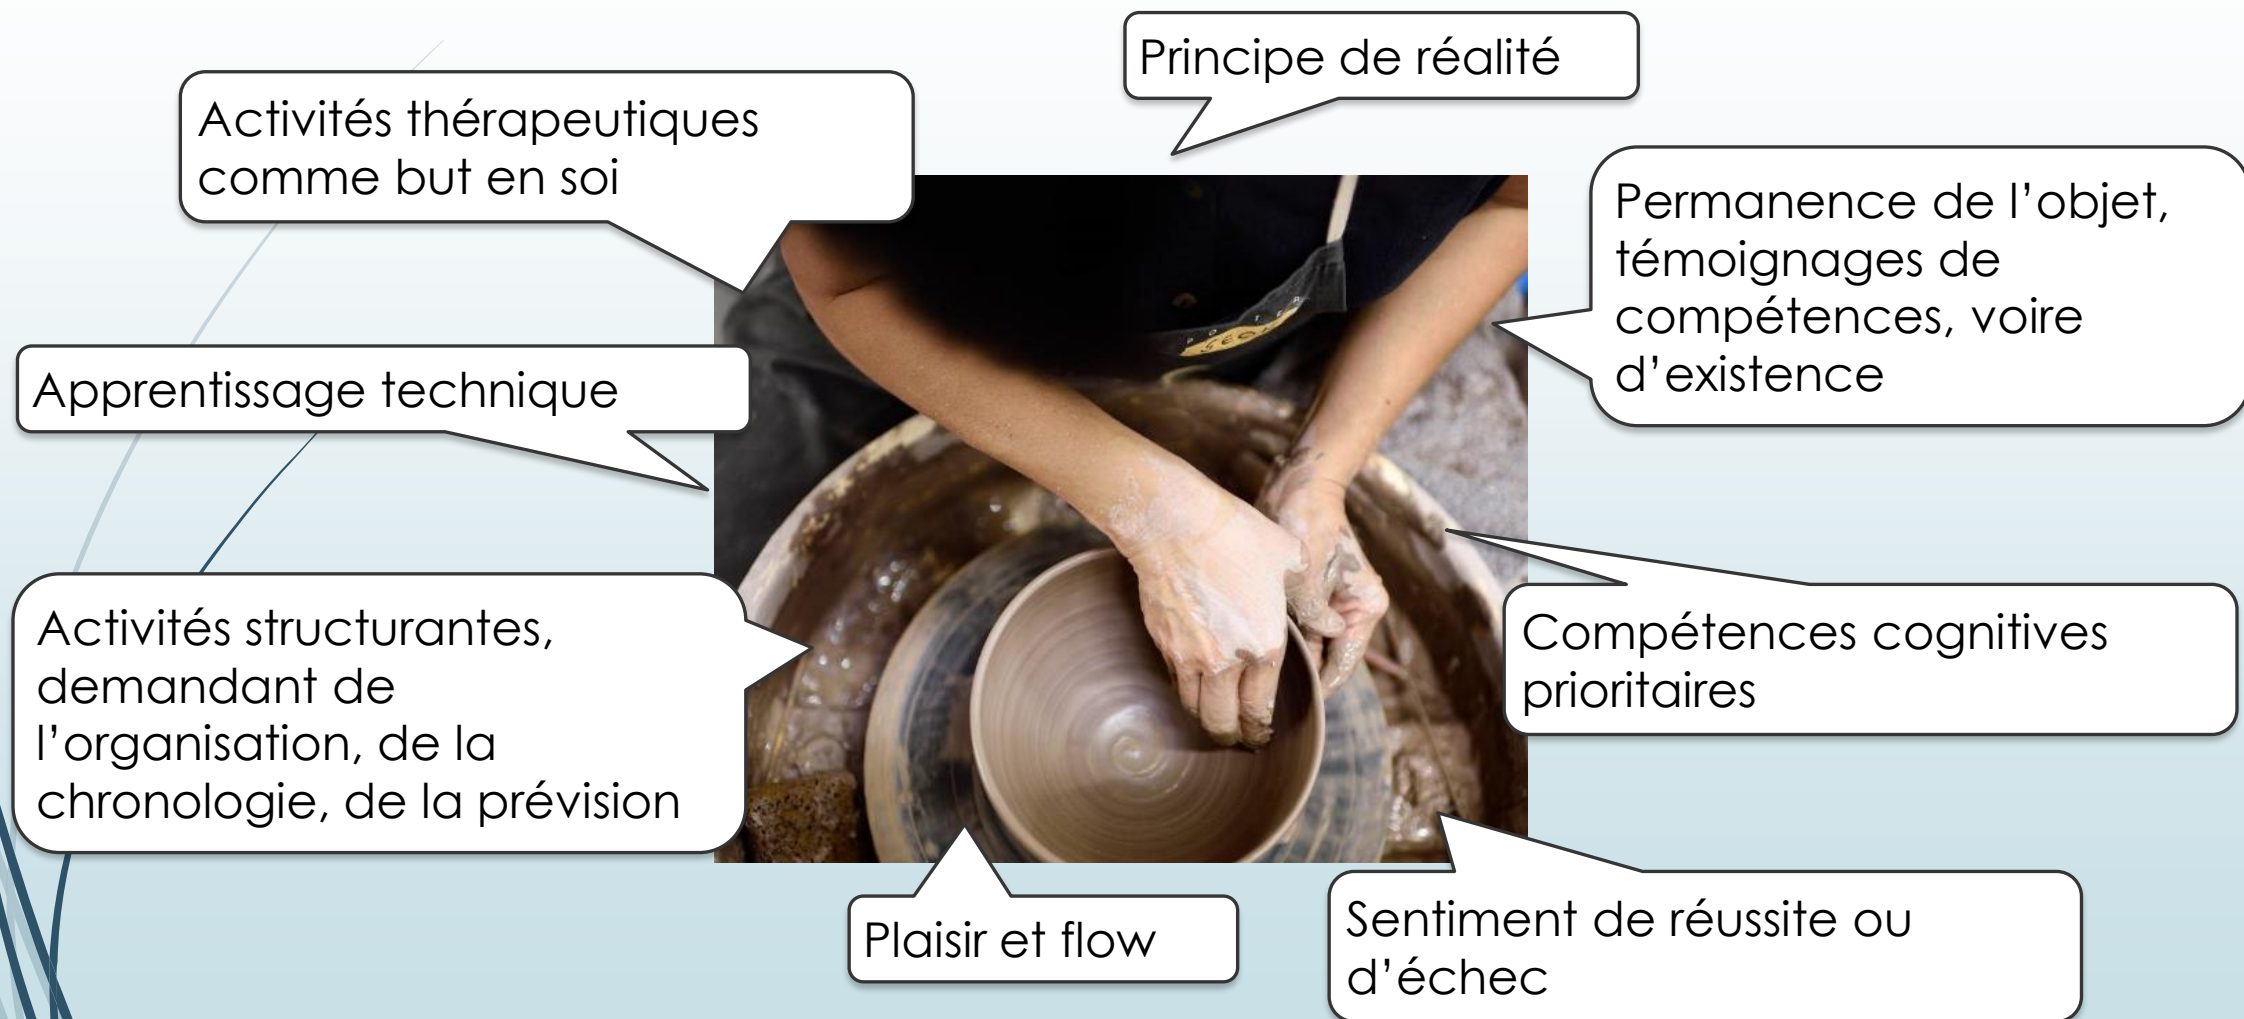 Principe de réalité
Activités thérapeutiques
comme but en soi
Permanence de l’objet,
témoignages de
compétences, voire
d’existence
Apprentissage technique
Activités structurantes,
demandant de
l’organisation, de la
chronologie, de la prévision
Compétences cognitives
prioritaires
Plaisir et flow
Sentiment de réussite ou
d’échec